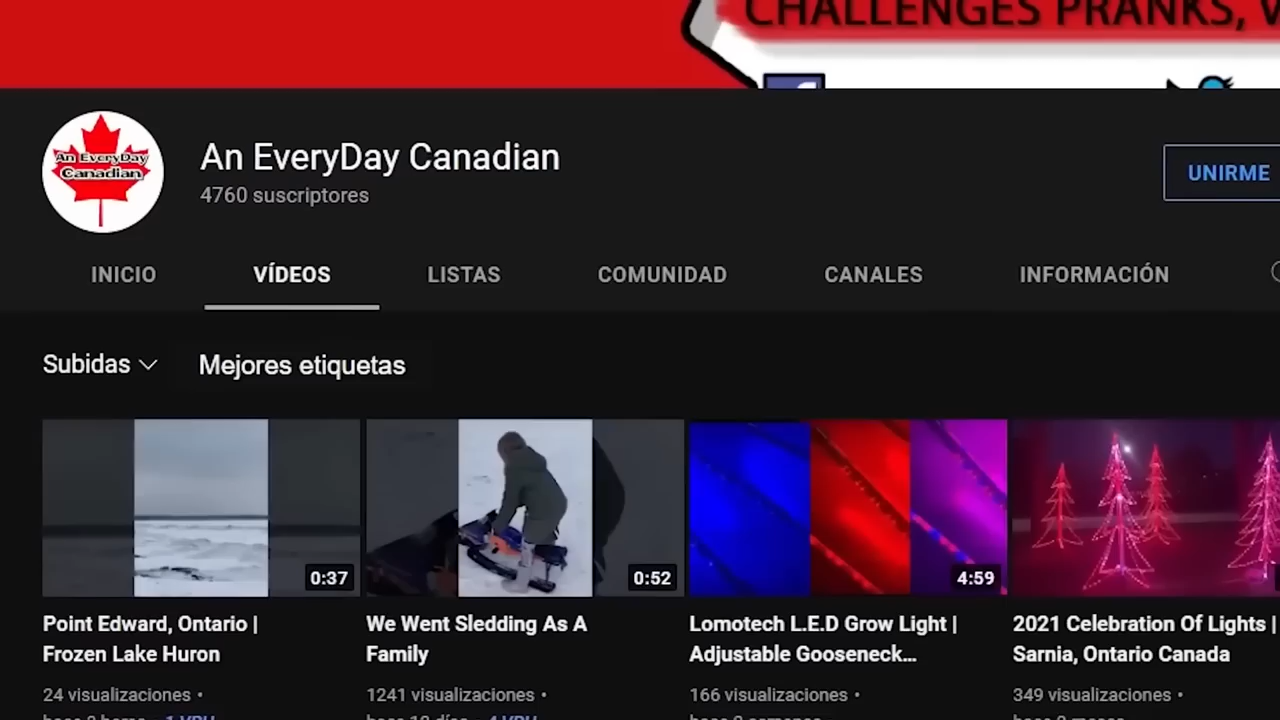 CHALLENGES PRANKS,
An EveryDay
Canadian
An EveryDay Canadian
4760 suscriptores
UNIRME
INICIO
VÍDEOS
LISTAS
COMUNIDAD
CANALES
INFORMACIÓN
Subidas
Mejores etiquetas
0:37
0:52
4:59
Point Edward, Ontario |
Frozen Lake Huron
24 visualizaciones •
We Went Sledding As A
Family
1241 visualizaciones •
Lomotech L.E.D Grow Light |
Adjustable Gooseneck...
166 visualizaciones •
2021 Celebration Of Lights |
Sarnia, Ontario Canada
349 visualizaciones •